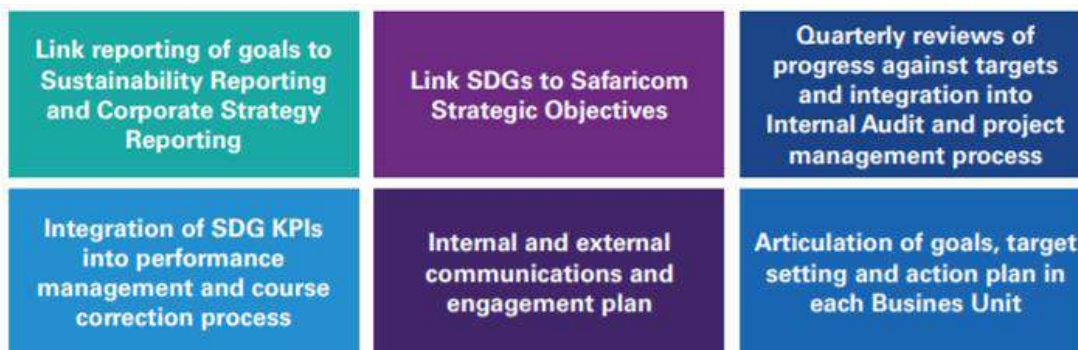 Link reporting of goals to
Sustainability Reporting
and Corporate Strategy
Reporting
Link SDGs to Safaricom
Strategic Objectives
Quarterly reviews of
progress against targets
and integration into
Internal Audit and project
management process
Integration of SDG KPIs
into performance
management and course
correction process
Internal and external
communications and
engagement plan
Articulation of goals, target
setting and action plan in
each Busines Unit